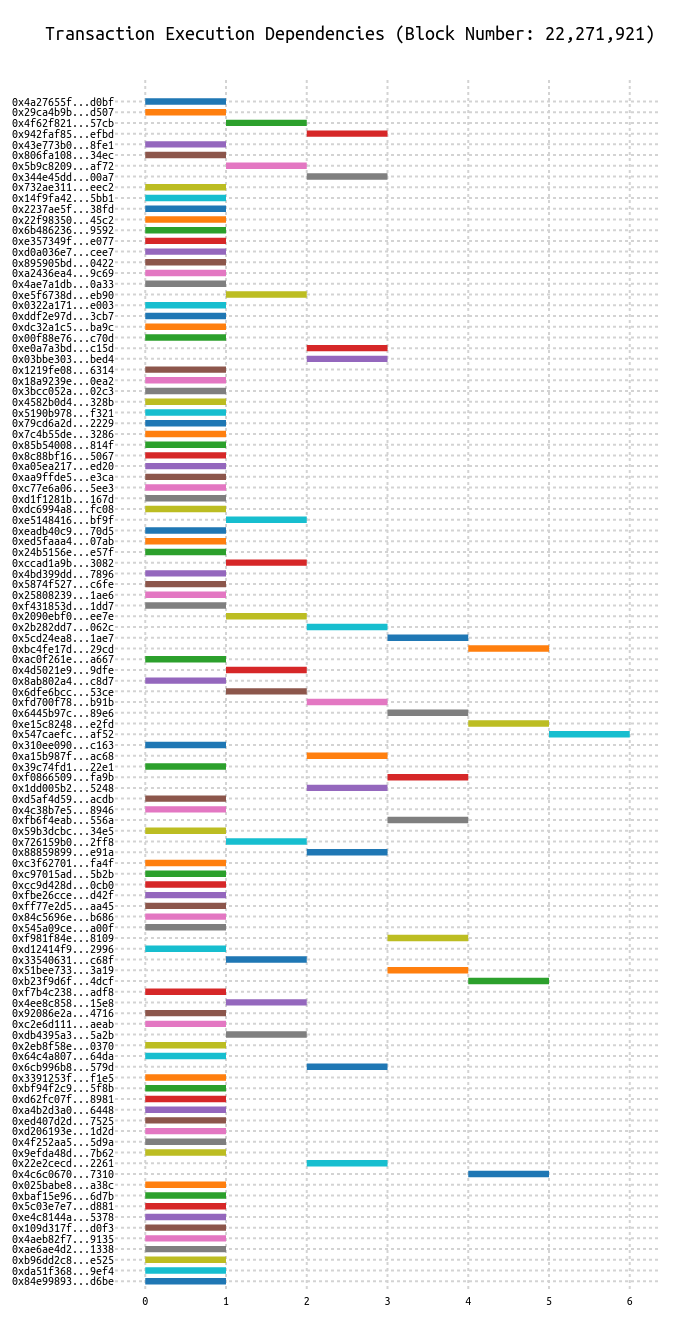 Transaction Execution Dependencies (Block Number: 22,271,921)
0x4a27655f...d0bf
0x29ca4b9b...d507
0x4f62f821...57cb
0x942faf85...efbd
0x43e773b0...8fe1
0x806fa108...34ec
0x5b9c8209...af72
0x344e45dd...00a7
0x732ae311...eec2
0x14f9fa42...5bb1
0x2237ae5f...38fd
0x22f98350...45c2
0x6b486236...9592
0xe357349f...e077
0xd0a036e7...cee7
0x895905bd...0422
0xa2436ea4...9c69
0x4ae7a1db...0a33
0xe5f6738d...eb90
0x0322a171...e003
0xddf2e97d...3cb7
0xdc32a1c5...ba9c
0x00f88e76...c70d
0xe0a7a3bd...c15d
0x03bbe303...bed4
0x1219fe08...6314
0x18a9239e...0ea2
0x3bcc052a...02c3
0x4582b0d4...328b
0x5190b978...f321
0x79cd6a2d...2229
0x7c4b55de...3286
0x85b54008...814f
0x8c88bf16...5067
0xa05ea217...ed20
0xaa9ffde5...e3ca
0xc77e6a06...5ee3
0xd1f1281b...167d
0xdc6994a8...fc08
0xe5148416...bf9f
0xeadb40c9...70d5
0xed5faaa4...07ab
0x24b5156e...e57f
0xccad1a9b...3082
0x4bd399dd...7896
0x5874f527...c6fe
0x25808239...1ae6
0xf431853d...1dd7
0x2090ebf0...ee7e
0x2b282dd7...062c
0x5cd24ea8...1ae7
0xbc4fe17d...29cd
0xac0f261e...a667
0x4d5021e9...9dfe
0x8ab802a4...c8d7
0x6dfe6bcc...53ce
0xfd700f78...b91b
0x6445b97c...89e6
0xe15c8248...e2fd
0x547caefc...af52
0x310ee090...c163
0xa15b987f...ac68
0x39c74fd1...22e1
0xf0866509...fa9b
0x1dd005b2...5248
0xd5af4d59...acdb
0x4c38b7e5...8946
0xfb6f4eab...556a
0x59b3dcbc...34e5
0x726159b0...2ff8
0x88859899...e91a
0xc3f62701...fa4f
0xc97015ad...5b2b
0xcc9d428d...0cb0
0xfbe26cce...d42f
0xff77e2d5...aa45
0x84c5696e...b686
0x545a09ce...a00f
0xf981f84e...8109
0xd12414f9...2996
0x33540631...c68f
0x51bee733...3a19
0xb23f9d6f...4dcf
0xf7b4c238...adf8
0x4ee8c858...15e8
0x92086e2a...4716
0xc2e6d111...aeab
0xdb4395a3...5a2b
0x2eb8f58e...0370
0x64c4a807...64da
0x6cb996b8...579d
0x3391253f...f1e5
0xbf94f2c9...5f8b
0xd62fc07f...8981
0xa4b2d3a0...6448
0xed407d2d...7525
0xd206193e...1d2d
0x4f252aa5...5d9a
0x9efda48d...7b62
0x22e2cecd...2261
0x4c6c0670...7310
0x025babe8...a38c
0xbaf15e96...6d7b
0x5c03e7e7...d881
0xe4c8144a...5378
0x109d317f...d0f3
0x4aeb82f7...9135
0xae6ae4d2...1338
0xb96dd2c8...e525
0xda51f368...9ef4
0x84e99893...d6be
0 1 2 3 4 5 6